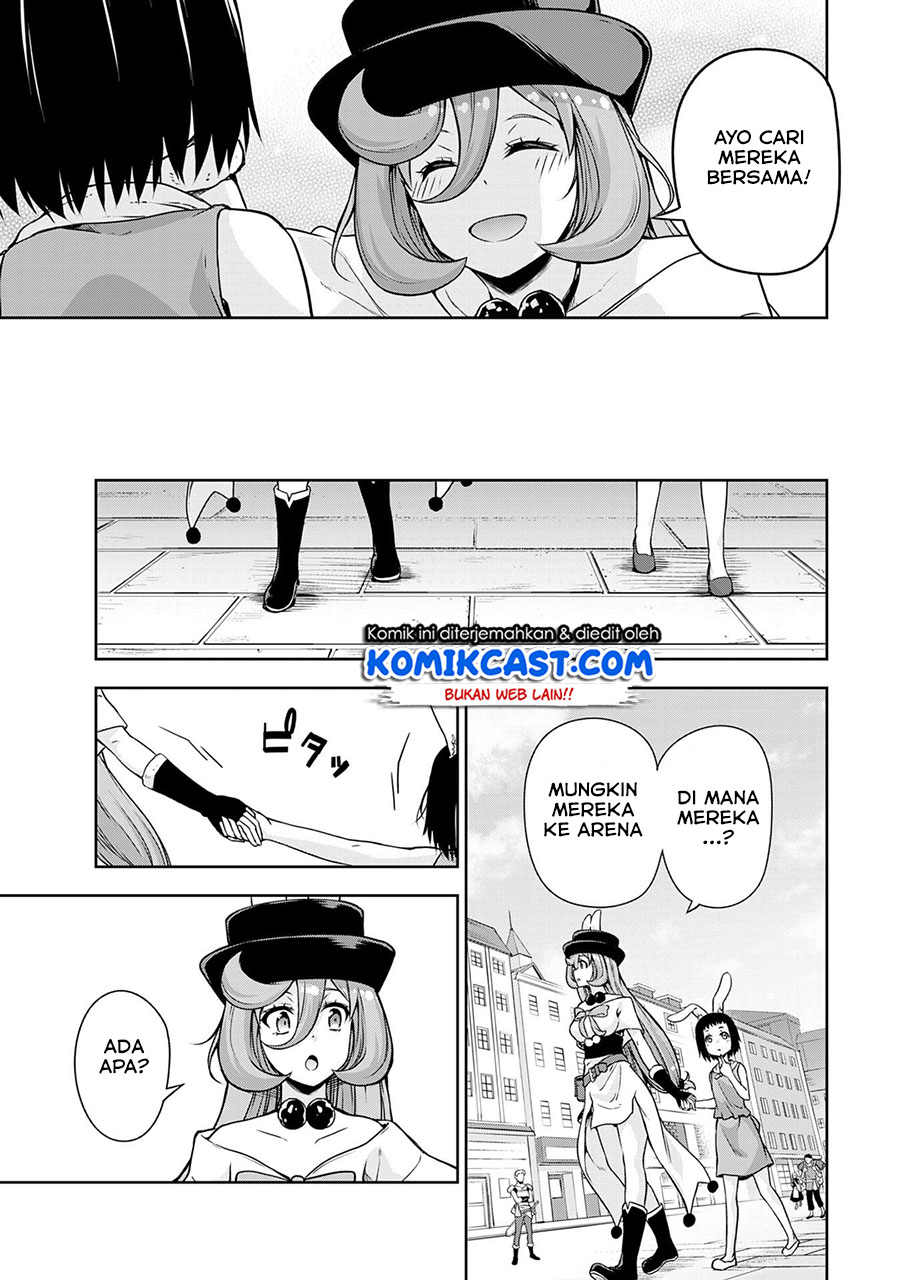 AYO CARI
MEREKA
BERSAMA!
Komik ini diterjemahkan & diedit oleh
KOMIKCAST.COM
BUKAN WEB LAIN!!
DI MANA
MEREKA
...?
MUNGKIN
MEREKA
KE ARENA
ピタッ
ADA
APA?